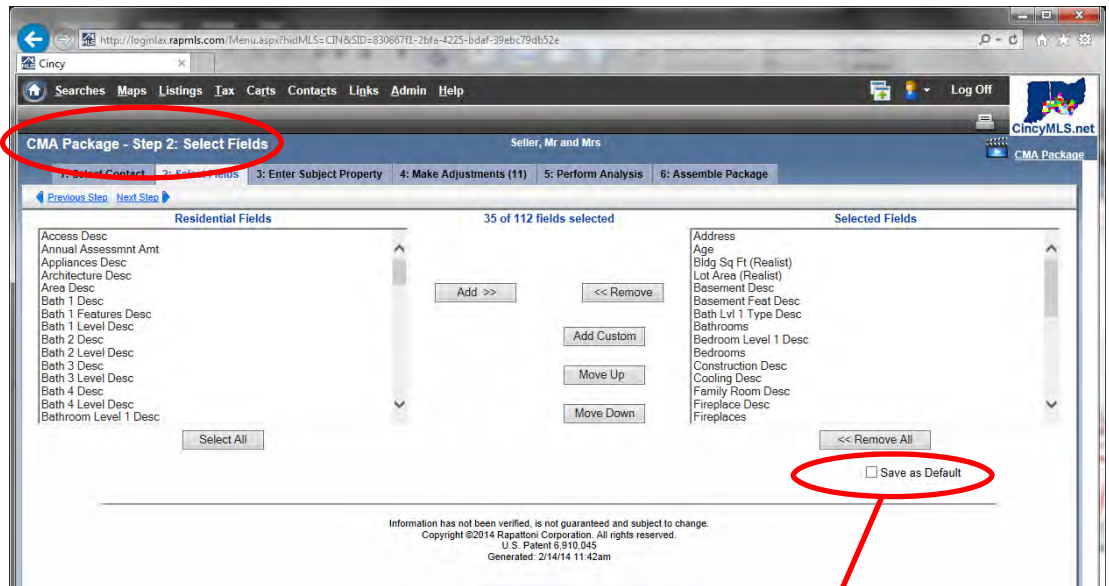 http://loginlax.rapmls.com/Menu.aspx?hidMLS=CIN&SID=830867f1-2bfa-4225-bdaf-39ebc79db52e
Cincy
Searches Maps Listings Tax Carts Contacts Links Admin Help
Log Off
CincyMLS.net
CMA Package - Step 2: Select Fields
Seller, Mr and Mrs
CMA Package
1: Select Contact 2: Select Fields 3: Enter Subject Property 4: Make Adjustments (11) 5: Perform Analysis 6: Assemble Package
Previous Step Next Step
Residential Fields
Access Desc
Annual Assessmnt Amt
Appliances Desc
Architecture Desc
Area Desc
Bath 1 Desc
Bath 1 Features Desc
Bath 1 Level Desc
Bath 2 Desc
Bath 2 Level Desc
Bath 3 Desc
Bath 3 Level Desc
Bath 4 Desc
Bath 4 Level Desc
Bathroom Level 1 Desc
Select All
35 of 112 fields selected
Add >>
<< Remove
Add Custom
Move Up
Move Down
Selected Fields
Address
Age
Bldg Sq Ft (Realist)
Lot Area (Realist)
Basement Desc
Basement Feat Desc
Bath Lvl 1 Type Desc
Bathrooms
Bedroom Level 1 Desc
Bedrooms
Construction Desc
Cooling Desc
Family Room Desc
Fireplace Desc
Fireplaces
<< Remove All
Save as Default
Information has not been verified, is not guaranteed and subject to change.
Copyright ©2014 Rapattoni Corporation. All rights reserved.
U.S. Patent 6,910,045
Generated: 2/14/14 11:42am